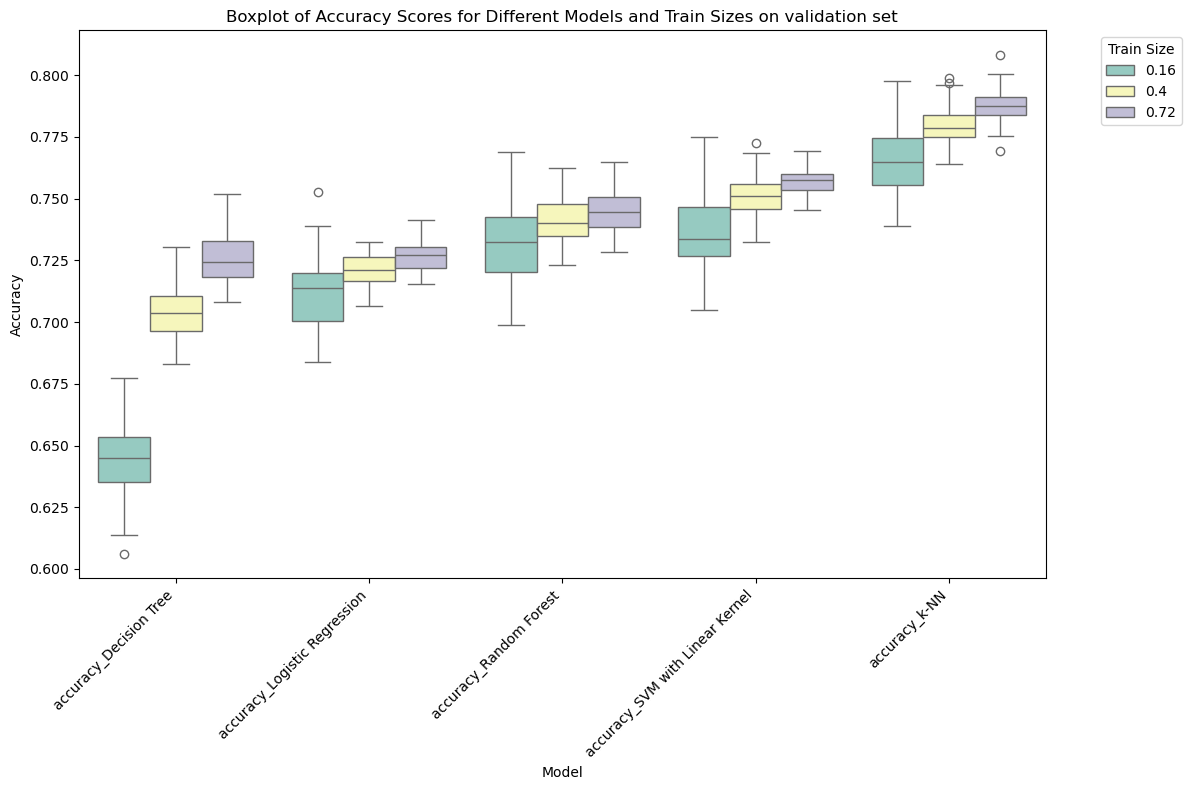 Boxplot of Accuracy Scores for Different Models and Train Sizes on validation set
Train Size
0.16
0.4
0.72
Accuracy
0.800
0.775
0.750
0.725
0.700
0.675
0.650
0.625
0.600
accuracy_Decision Tree
accuracy_Logistic Regression
accuracy_Random Forest
accuracy_SVM with Linear Kernel
accuracy_k-NN
Model